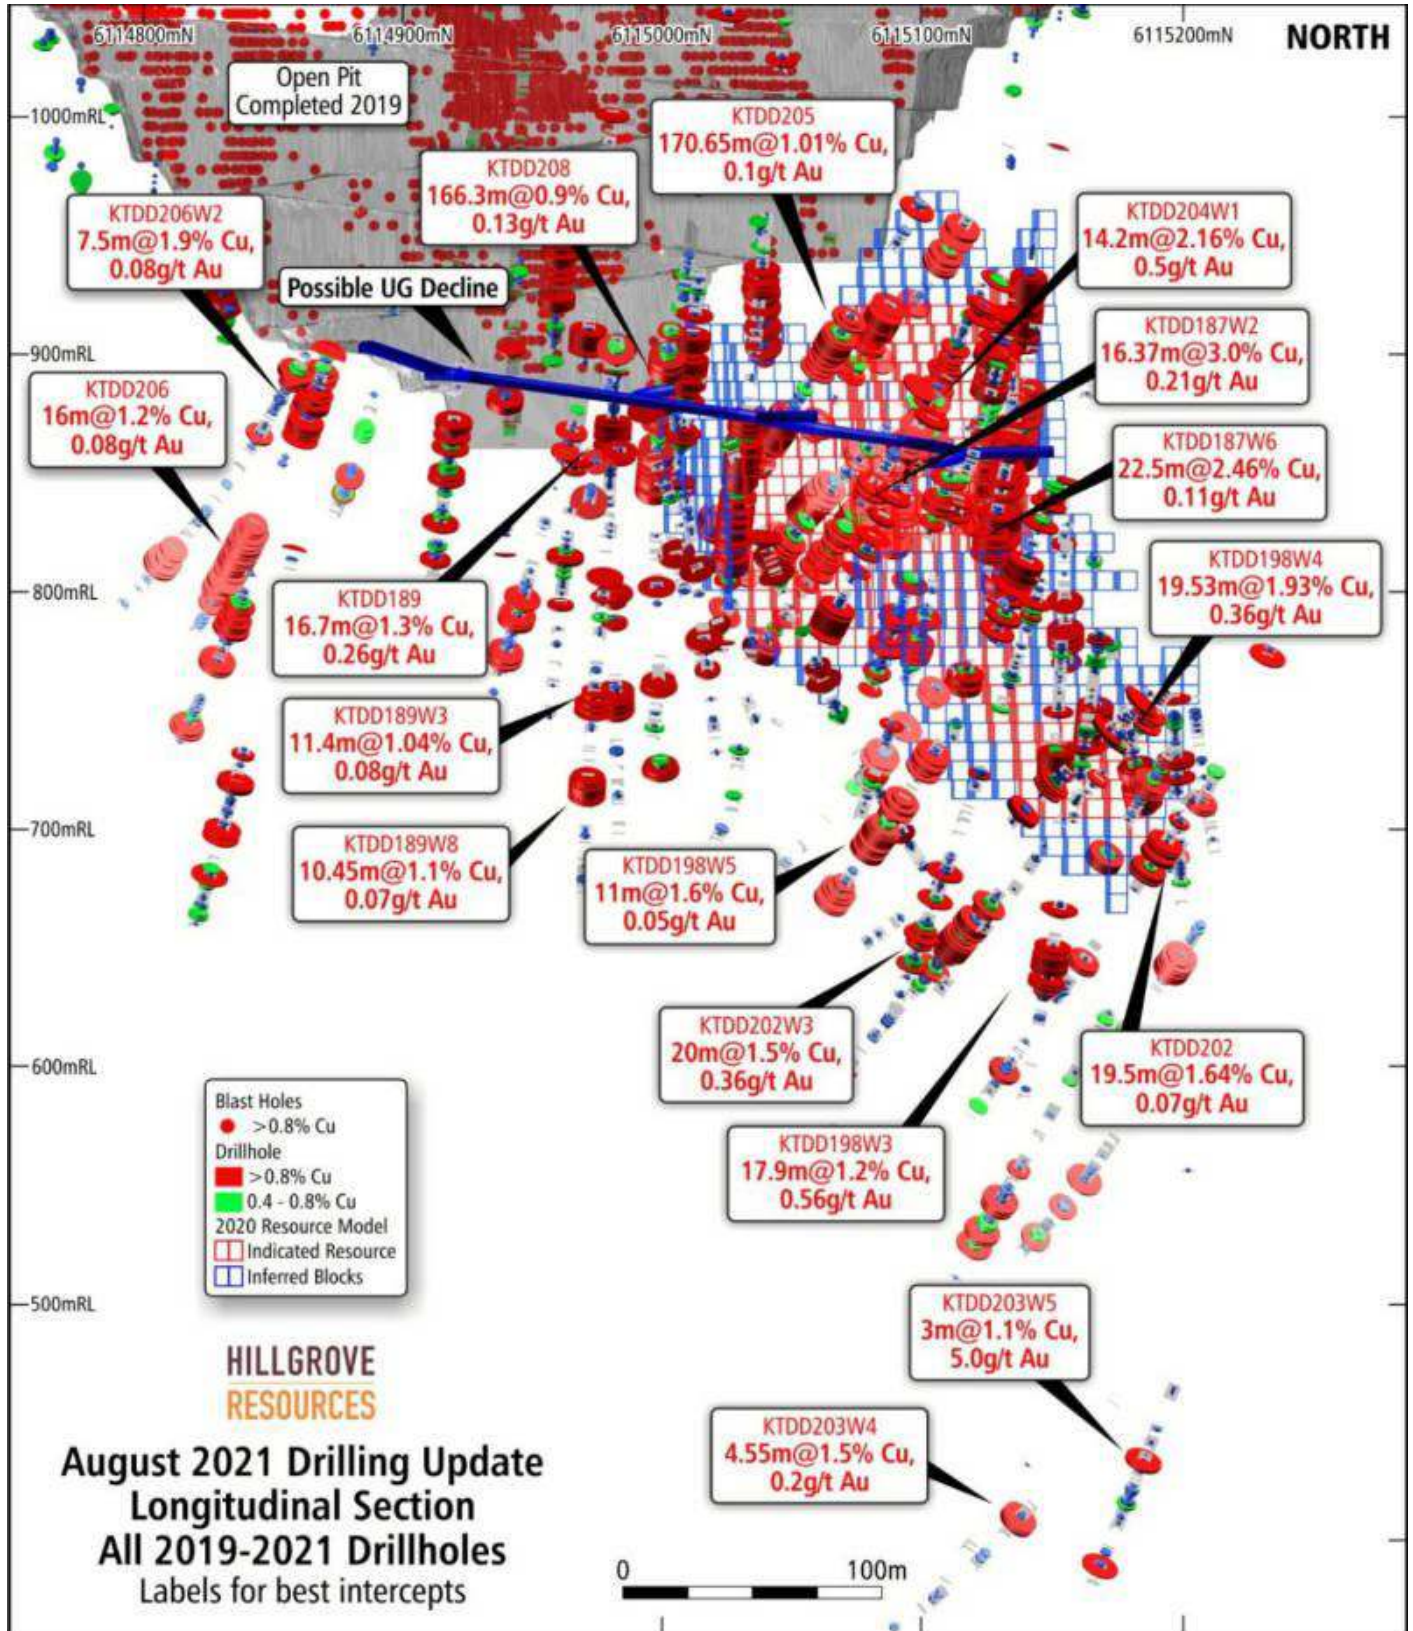 6114800mN
6114900mN
6115000mN
6115100mN
6115200mN
NORTH
Open Pit
Completed 2019
1000mRL
KTDD205
170.65m@1.01% Cu,
0.1g/t Au
KTDD208
166.3m@0.9% Cu,
0.13g/t Au
KTDD206W2
7.5m@1.9% Cu,
0.08g/t Au
KTDD204W1
14.2m@2.16% Cu,
0.5g/t Au
Possible UG Decline
KTDD187W2
16.37m@3.0% Cu,
0.21g/t Au
900mRL
KTDD206
16m@1.2% Cu,
0.08g/t Au
KTDD187W6
22.5m@2.46% Cu,
0.11g/t Au
KTDD198W4
19.53m@1.93% Cu,
0.36g/t Au
800mRL
KTDD189
16.7m@1.3% Cu,
0.26g/t Au
KTDD189W3
11.4m@1.04% Cu,
0.08g/t Au
700mRL
KTDD189W8
10.45m@1.1% Cu,
0.07g/t Au
KTDD198W5
11m@1.6% Cu,
0.05g/t Au
KTDD202W3
20m@1.5% Cu,
0.36g/t Au
KTDD202
19.5m@1.64% Cu,
0.07g/t Au
600mRL
KTDD198W3
17.9m@1.2% Cu,
0.56g/t Au
Blast Holes
>0.8% Cu
Drillhole
>0.8% Cu
0.4 - 0.8% Cu
2020 Resource Model
Indicated Resource
Inferred Blocks
500mRL
KTDD203W5
3m@1.1% Cu,
5.0g/t Au
KTDD203W4
4.55m@1.5% Cu,
0.2g/t Au
HILLGROVE
RESOURCES
August 2021 Drilling Update
Longitudinal Section
All 2019-2021 Drillholes
Labels for best intercepts
0
100m